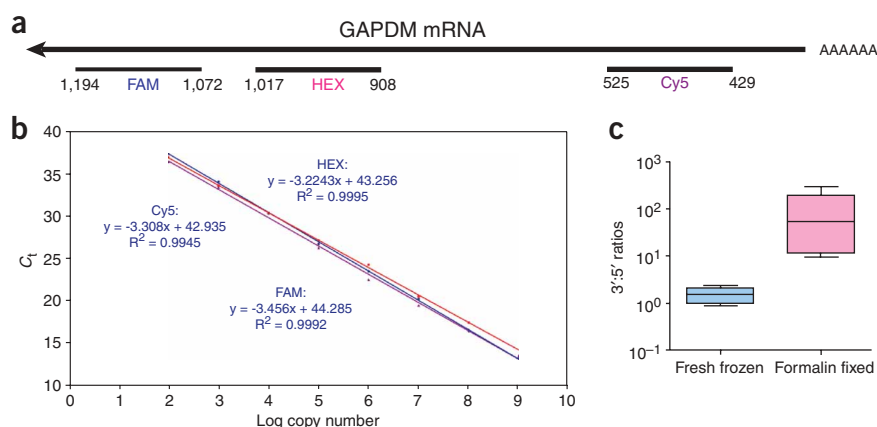 a
GAPDM mRNA
AAAAAA
1,194 FAM 1,072 1,017 HEX 908 525 Cy5 429
b
40
35
30
25
20
15
10
Ct
0 1 2 3 4 5 6 7 8 9 10
Log copy number
HEX:
y = -3.2243x + 43.256
R² = 0.9995
Cy5:
y = -3.308x + 42.935
R² = 0.9945
FAM:
y = -3.456x + 44.285
R² = 0.9992
c
10³
10²
10¹
10⁰
10⁻¹
3′:5′ ratios
Fresh frozen Formalin fixed